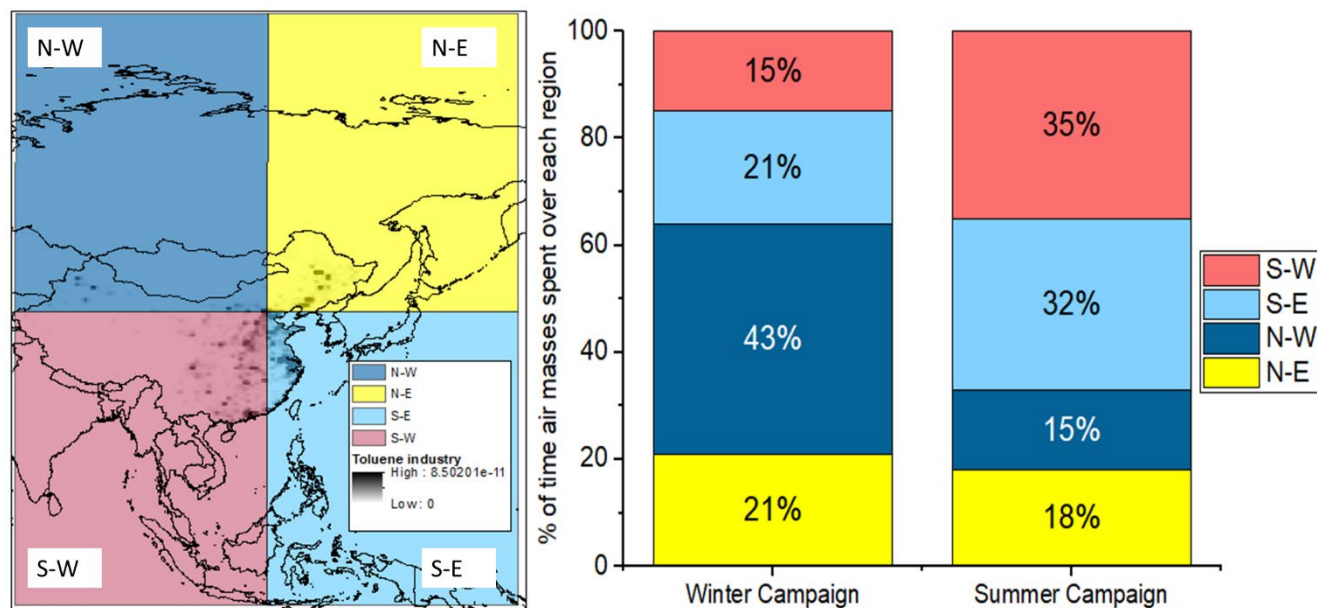 N-W
N-E
N-W
N-E
S-E
S-W
Toluene industry
High : 8.50201e-11
Low : 0
S-W
S-E
% of time air masses spent over each region
100
80
60
40
20
0
15%
21%
43%
21%
35%
32%
15%
18%
Winter Campaign
Summer Campaign
S-W
S-E
N-W
N-E